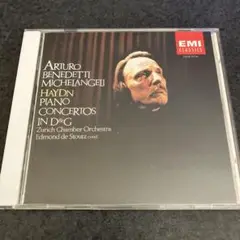 EMI
CLASSICS
ARTURO
BENEDETTI
MICHELANGELI
HAYDN
PIANO
CONCERTOS
IN D & G
Zurich Chamber Orchestra
Edmond de Stoutz